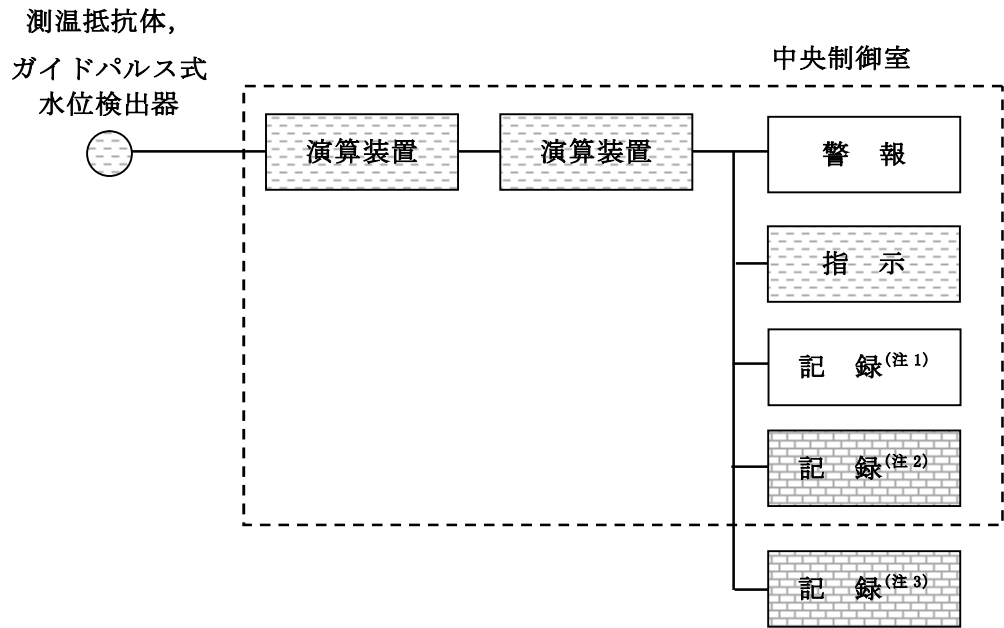 測温抵抗体，
ガイドパルス式
水位検出器
中央制御室
演算装置
演算装置
警 報
指 示
記 録(注 1)
記 録(注 2)
記 録(注 3)